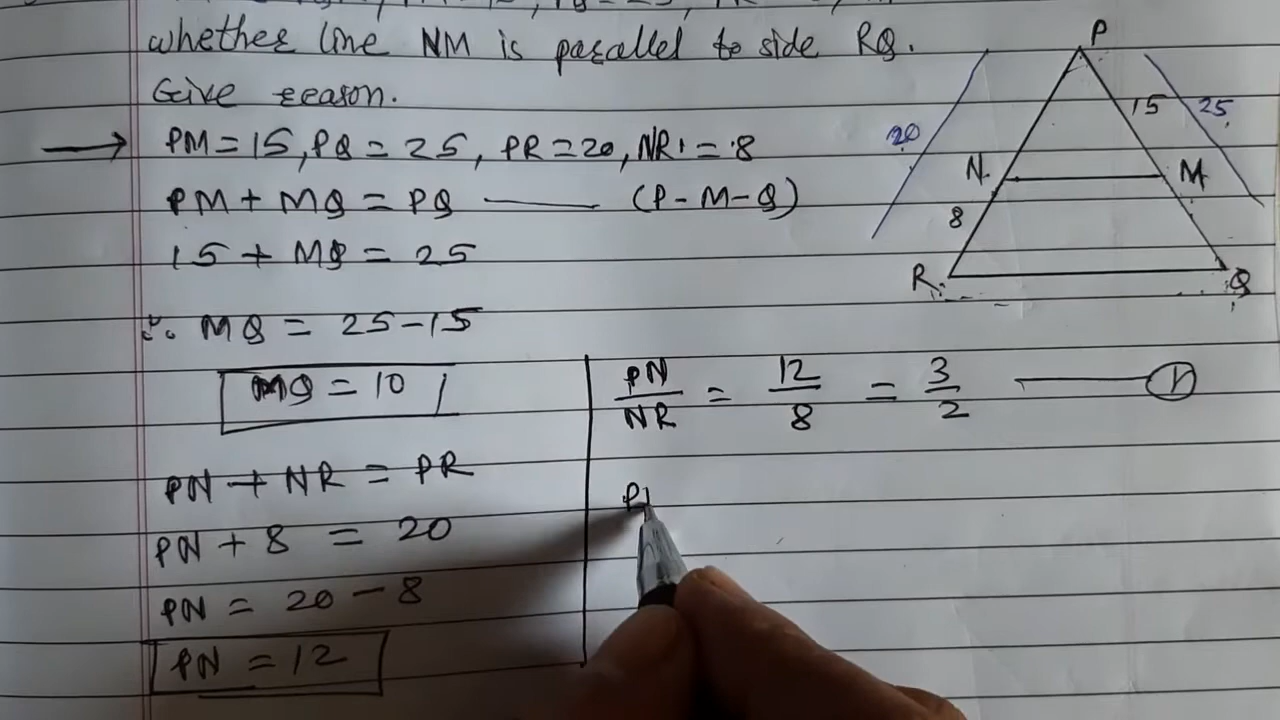 whether line NM is parallel to side RQ.
Give reason.
→ PM = 15, PQ = 25, PR = 20, NR = 8
PM + MQ = PQ —— (P - M - Q)
15 + MQ = 25
∴ MQ = 25 - 15
MQ = 10
PN + NR = PR
PN + 8 = 20
PN = 20 - 8
PN = 12
PN/NR = 12/8 = 3/2
P
P
20
15
25
N
M
8
R
Q